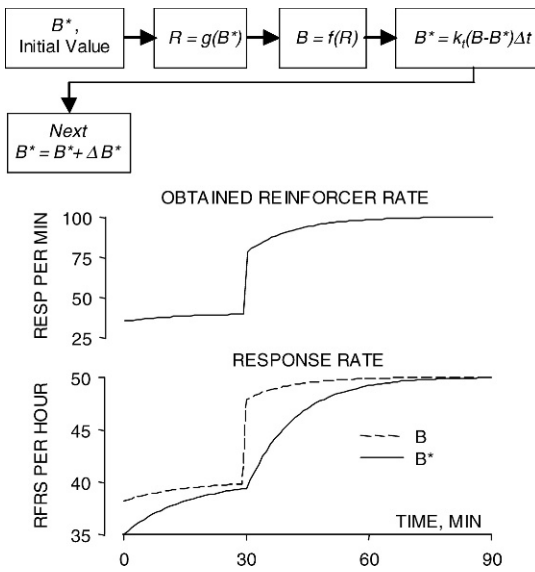 B*,
Initial Value
R = g(B*)
B = f(R)
B* = kt(B-B*)Δt
Next
B* = B* + ΔB*
OBTAINED REINFORCER RATE
RESP PER MIN
100
75
50
25
RESPONSE RATE
RFRS PER HOUR
50
45
40
35
B
B*
TIME, MIN
0 30 60 90